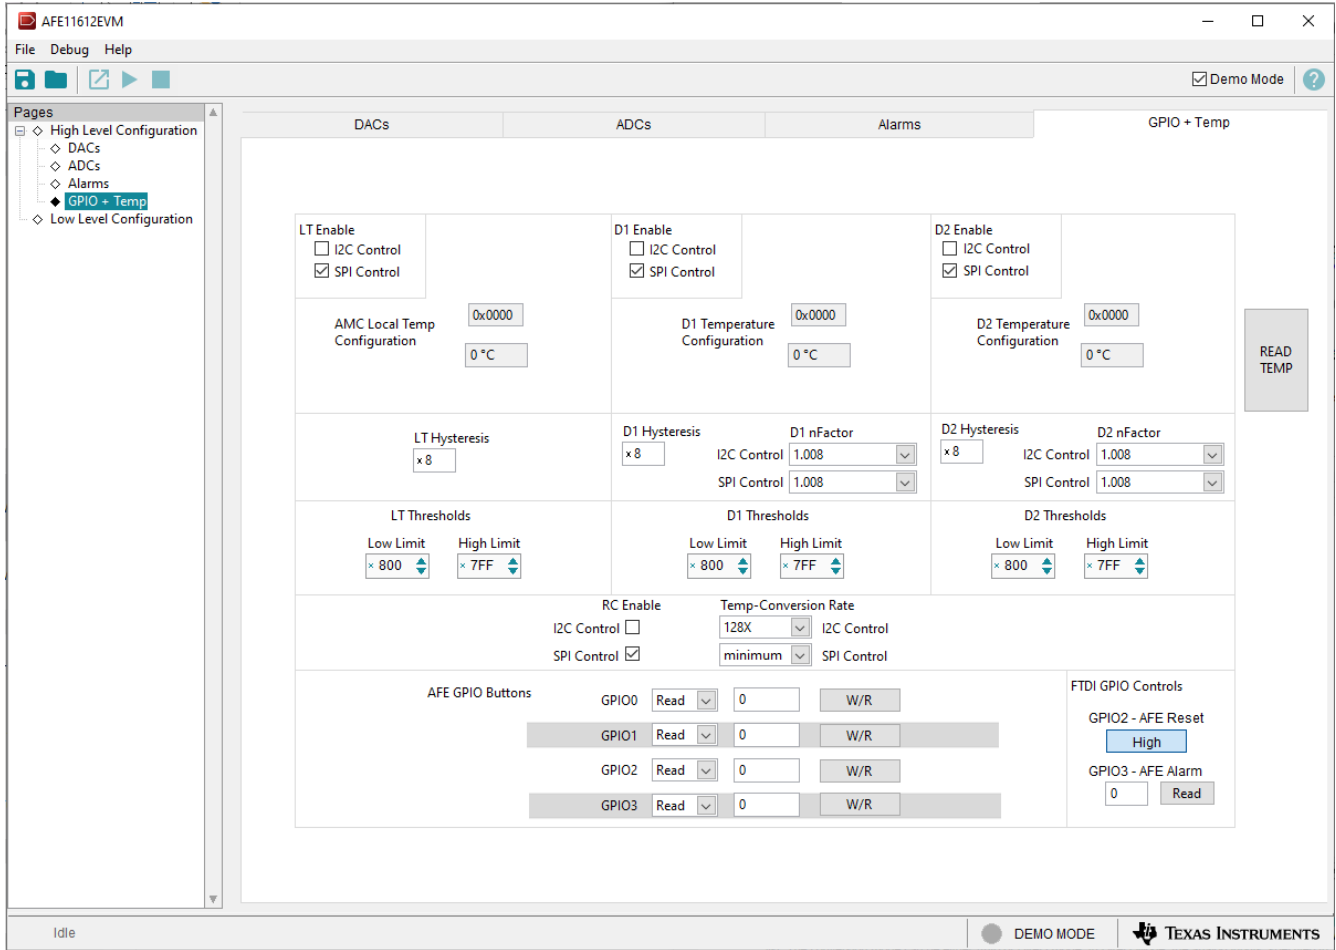 AFE11612EVM
File Debug Help
Demo Mode
Pages
High Level Configuration
DACs
ADCs
Alarms
GPIO + Temp
Low Level Configuration
DACs ADCs Alarms GPIO + Temp
LT Enable D1 Enable D2 Enable
I2C Control I2C Control I2C Control
SPI Control SPI Control SPI Control
AMC Local Temp Configuration 0x0000 D1 Temperature Configuration 0x0000 D2 Temperature Configuration 0x0000
0 °C 0 °C 0 °C
READ
TEMP
LT Hysteresis
x 8
D1 Hysteresis D1 nFactor
x 8 I2C Control 1.008
SPI Control 1.008
D2 Hysteresis D2 nFactor
x 8 I2C Control 1.008
SPI Control 1.008
LT Thresholds D1 Thresholds D2 Thresholds
Low Limit High Limit Low Limit High Limit Low Limit High Limit
x 800 x 7FF x 800 x 7FF x 800 x 7FF
RC Enable Temp-Conversion Rate
I2C Control 128X I2C Control
SPI Control minimum SPI Control
AFE GPIO Buttons
GPIO0 Read 0 W/R
GPIO1 Read 0 W/R
GPIO2 Read 0 W/R
GPIO3 Read 0 W/R
FTDI GPIO Controls
GPIO2 - AFE Reset
High
GPIO3 - AFE Alarm
0 Read
Idle DEMO MODE TEXAS INSTRUMENTS